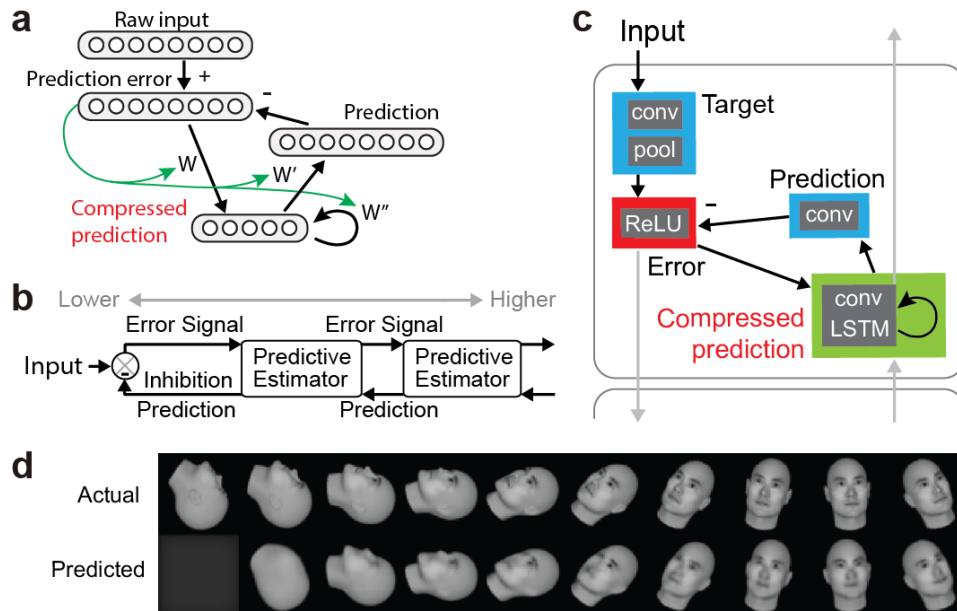 a
Raw input
+
Prediction error
-
Prediction
W
W'
W"
Compressed
prediction
b
Lower
Higher
Error Signal
Error Signal
Input
-
Predictive
Estimator
Predictive
Estimator
Inhibition
Prediction
Prediction
c
Input
conv
pool
Target
Prediction
-
conv
ReLU
Error
conv
LSTM
Compressed
prediction
d
Actual
Predicted